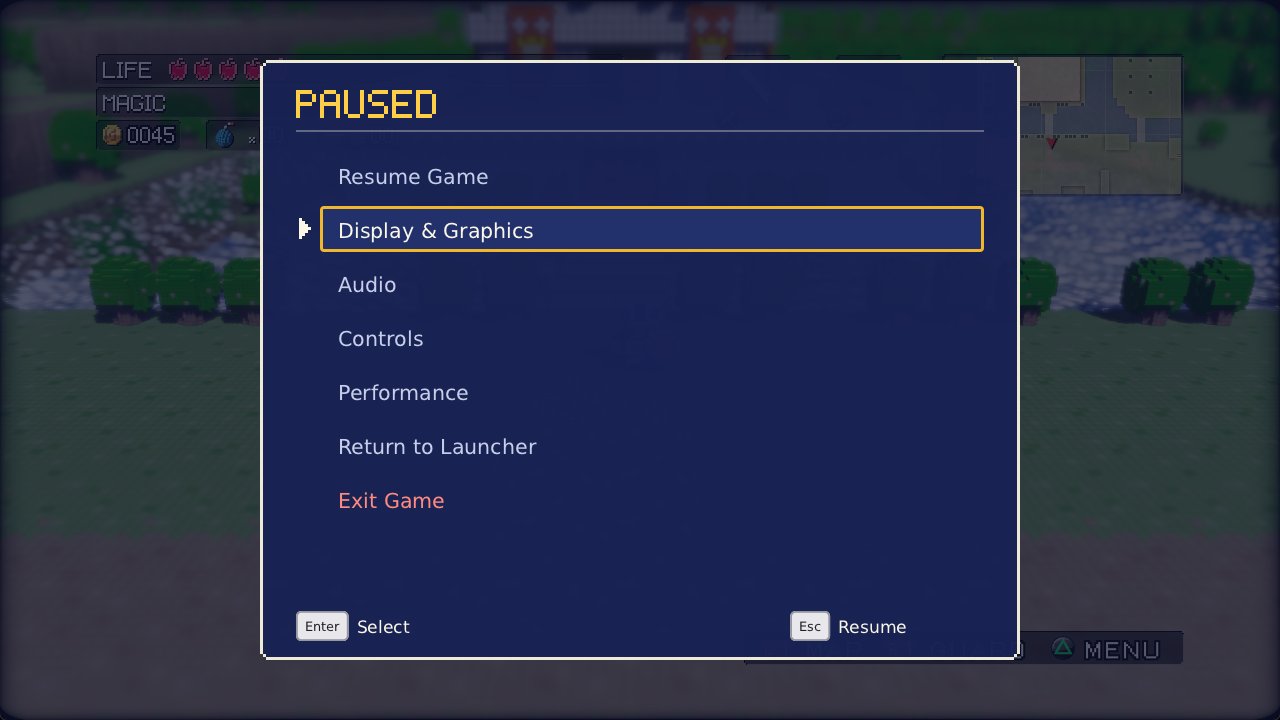 LIFE
MAGIC
0045
PAUSED
Resume Game
Display & Graphics
Audio
Controls
Performance
Return to Launcher
Exit Game
Enter Select
Esc Resume
MENU